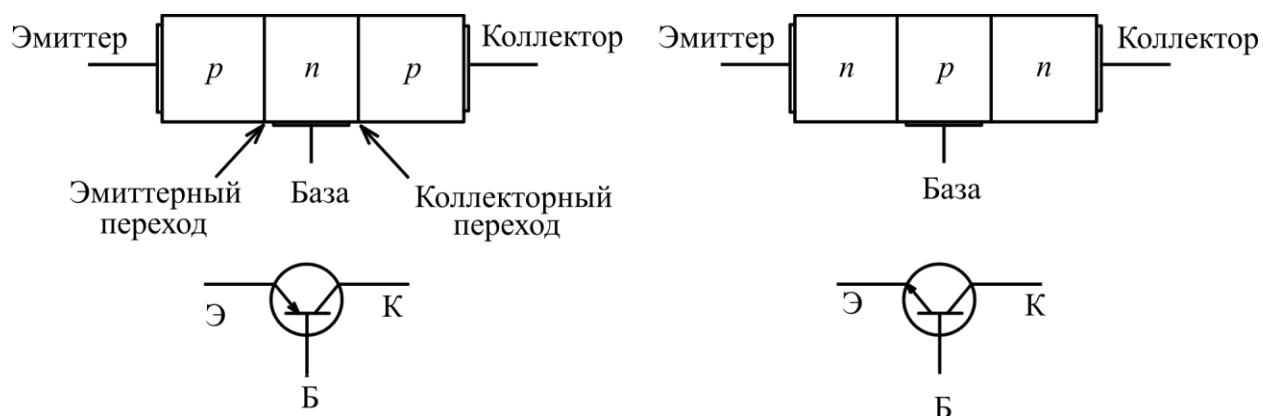 Эмиттер
Коллектор
p
n
p
Эмиттерный
переход
База
Коллекторный
переход
Э
К
Б
Эмиттер
Коллектор
n
p
n
База
Э
К
Б